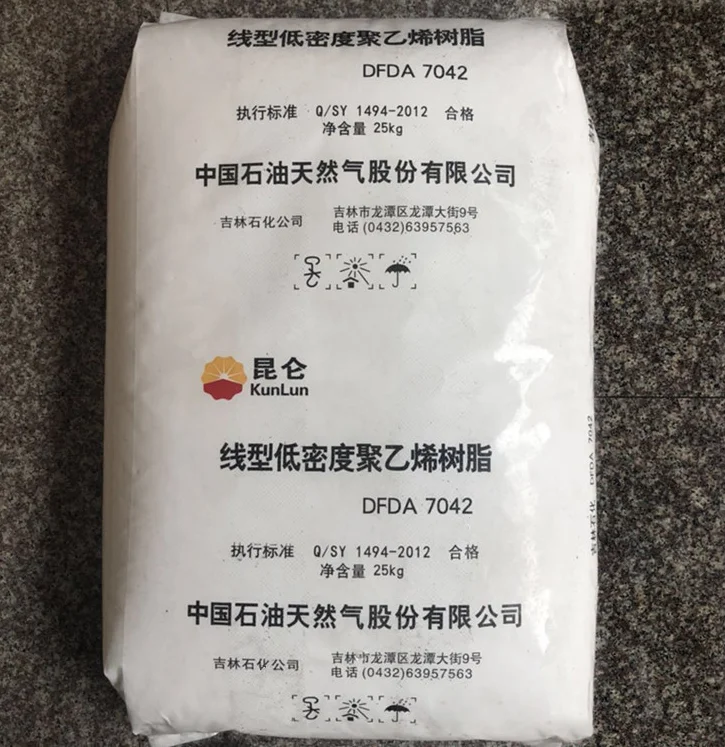 线型低密度聚乙烯树脂
DFDA 7042
执行标准 Q/SY 1494-2012 合格
净含量 25kg
中国石油天然气股份有限公司
吉林石化公司
吉林市龙潭区龙潭大街9号
电话 (0432)63957563
昆仑
KunLun
线型低密度聚乙烯树脂
DFDA 7042
执行标准 Q/SY 1494-2012 合格
净含量 25kg
中国石油天然气股份有限公司
吉林石化公司
吉林市龙潭区龙潭大街9号
电话 (0432)63957563
吉林石化 DFDA 7042